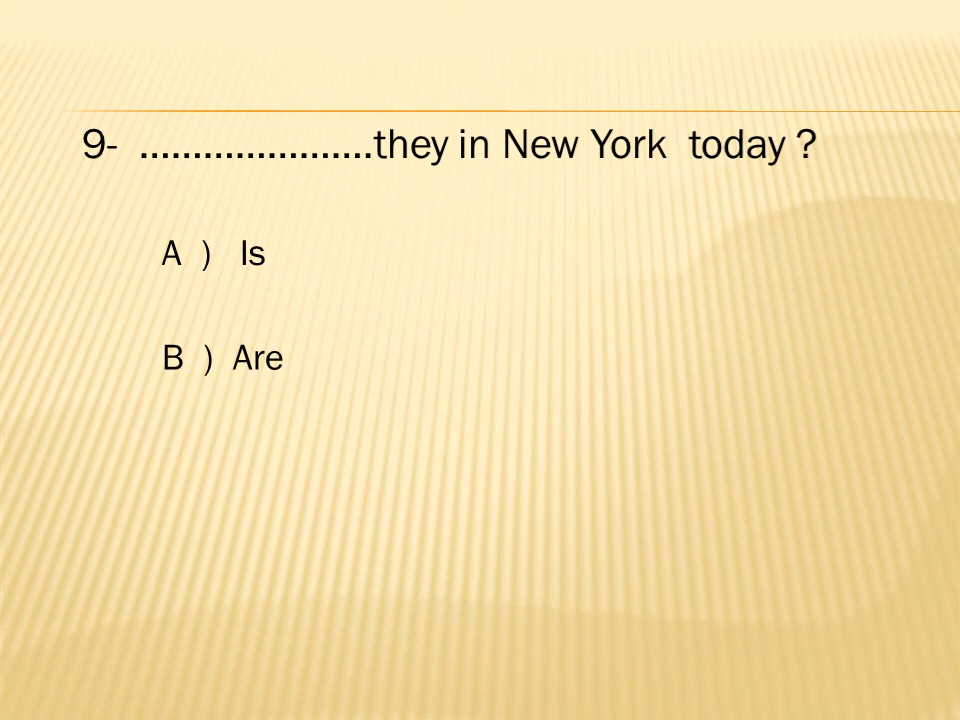 9- ......................they in New York today ?
A ) Is
B ) Are